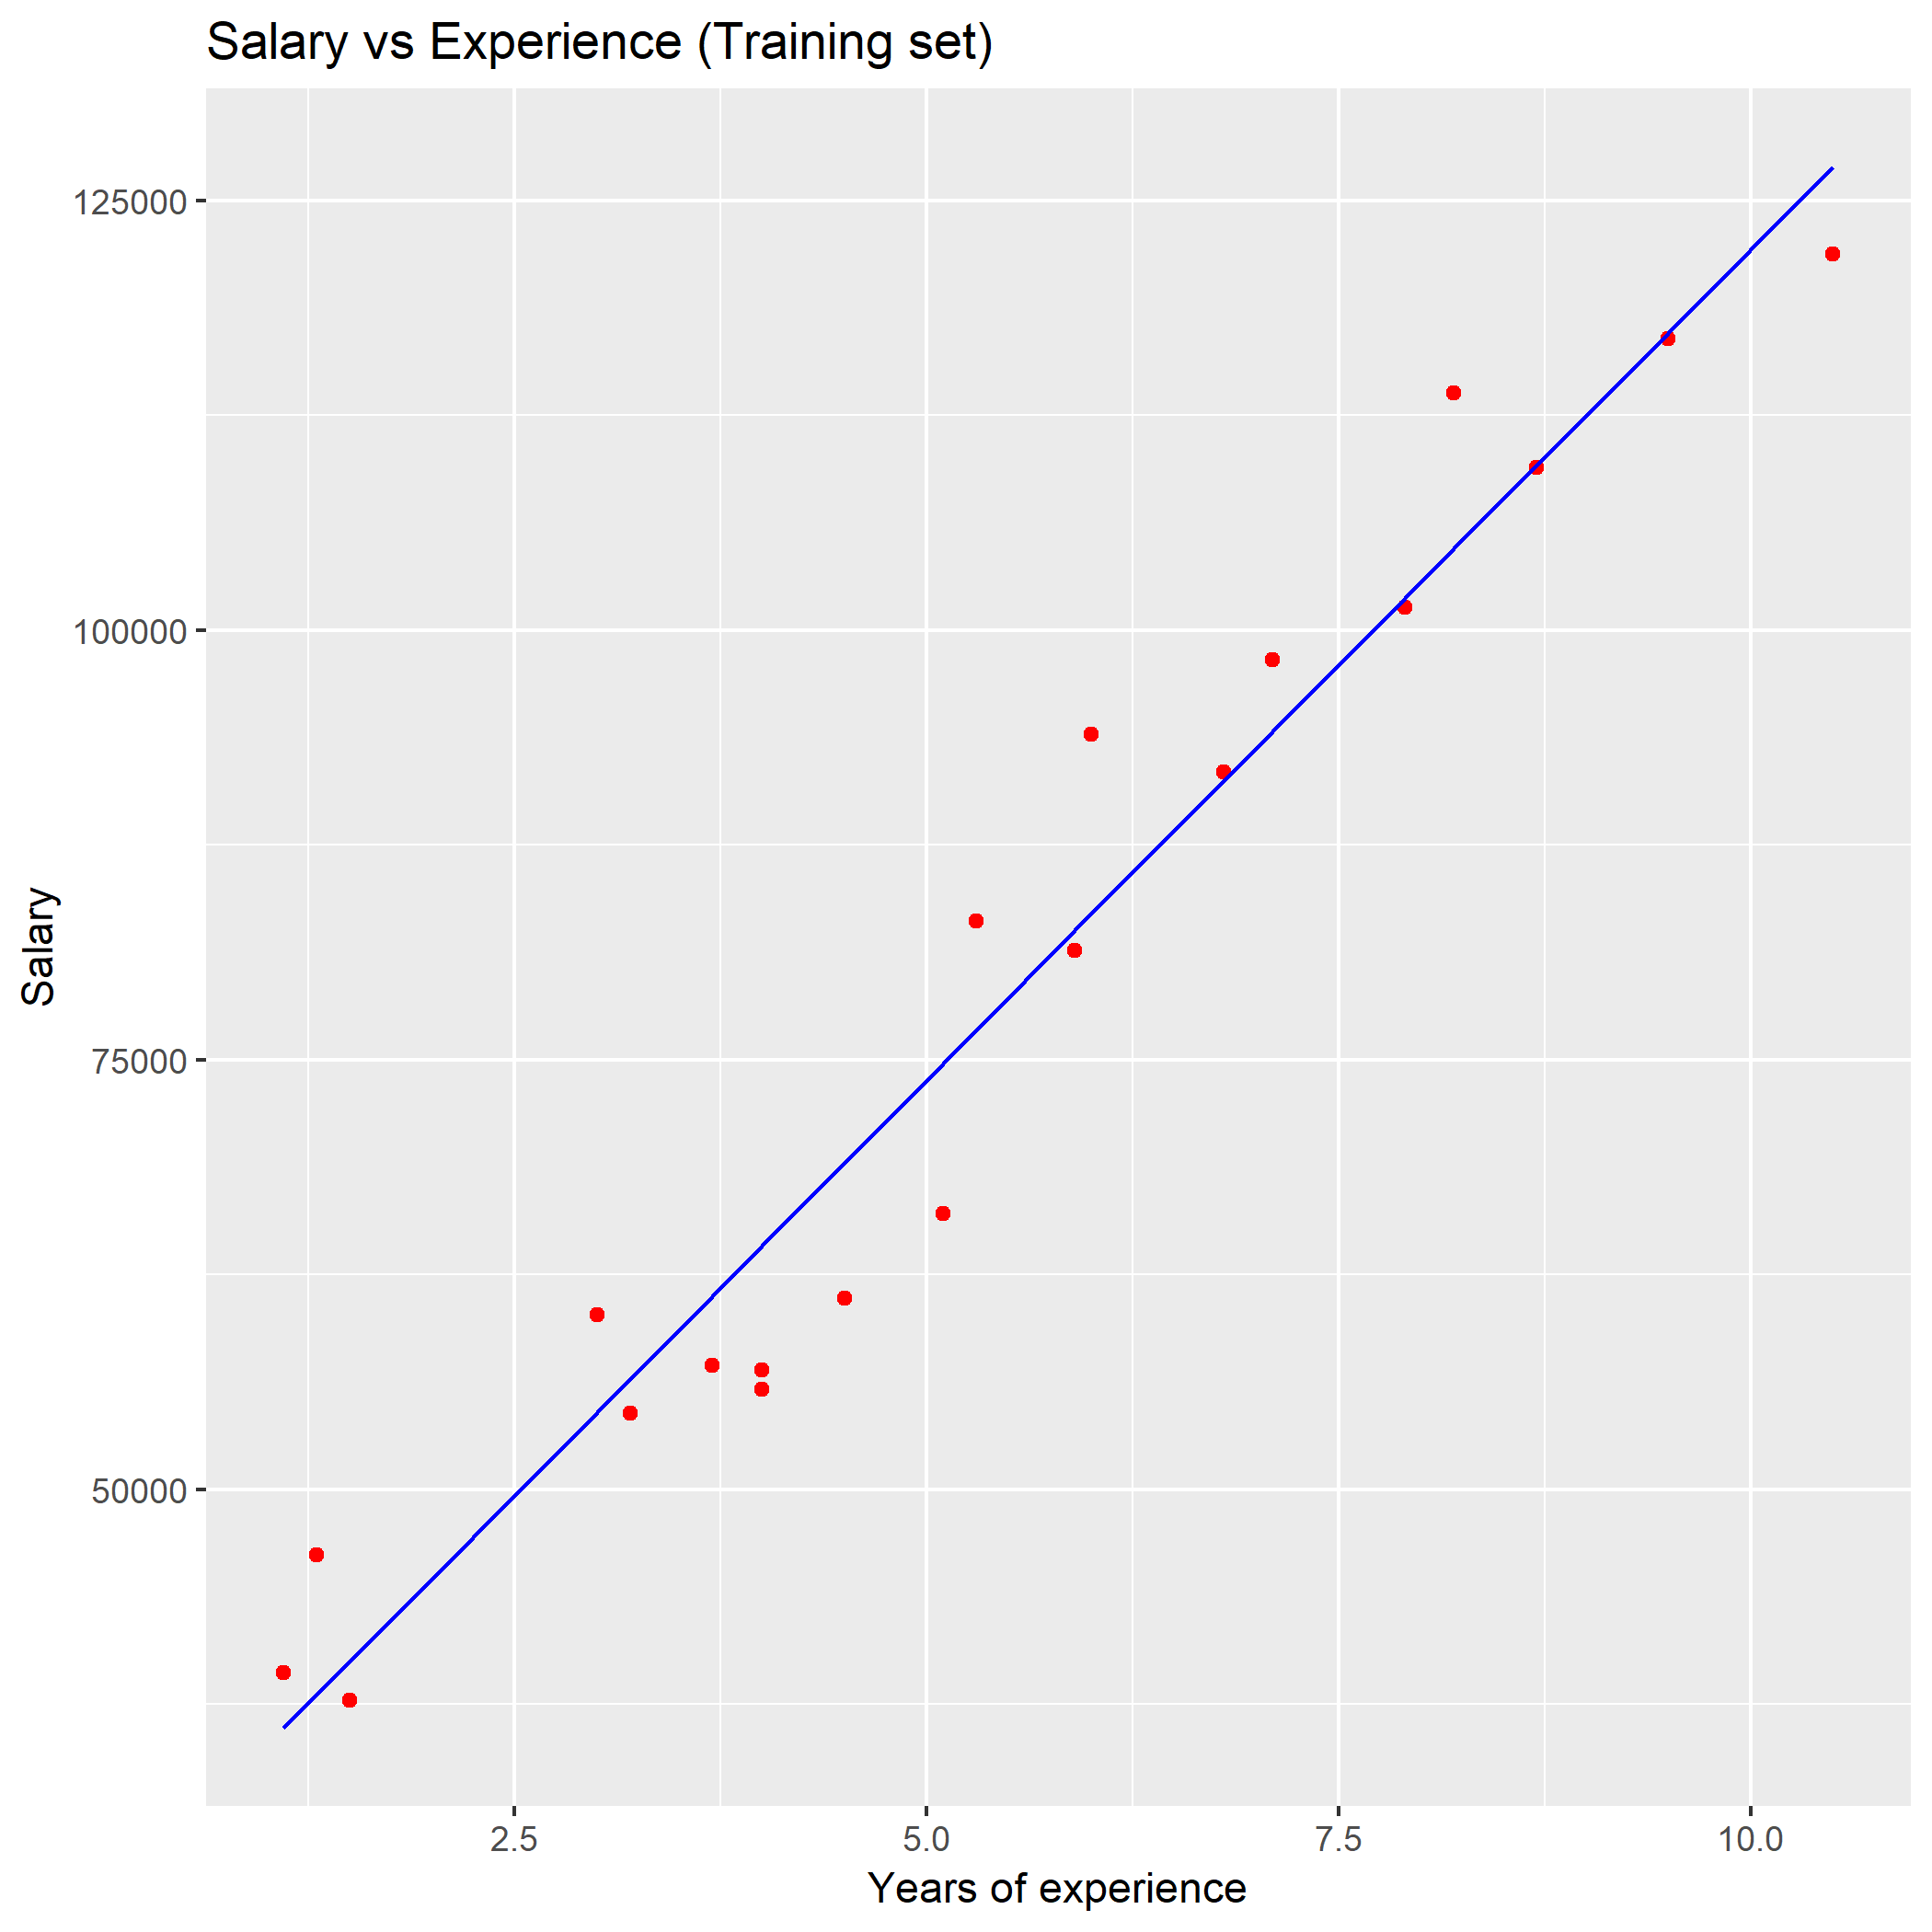 Salary vs Experience (Training set)
125000
100000
75000
50000
Salary
2.5 5.0 7.5 10.0
Years of experience